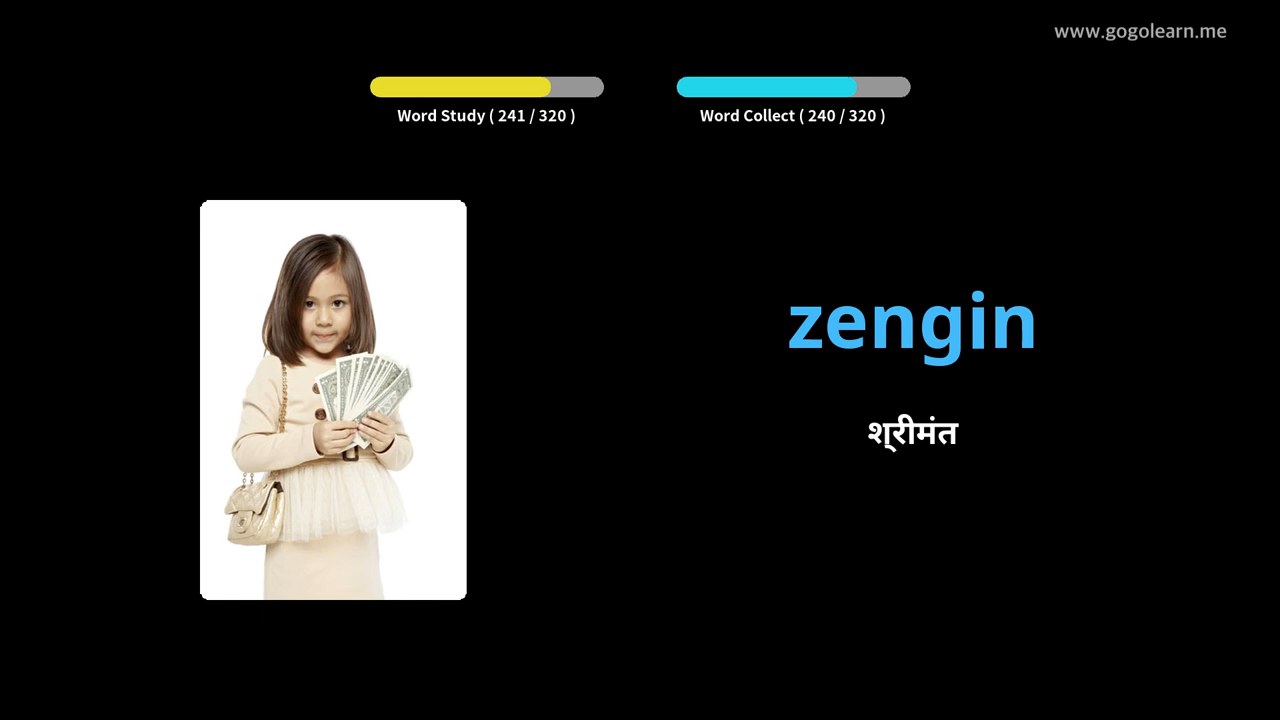 www.gogolearn.me
Word Study ( 241 / 320 )
Word Collect ( 240 / 320 )
zengin
श्रीमंत